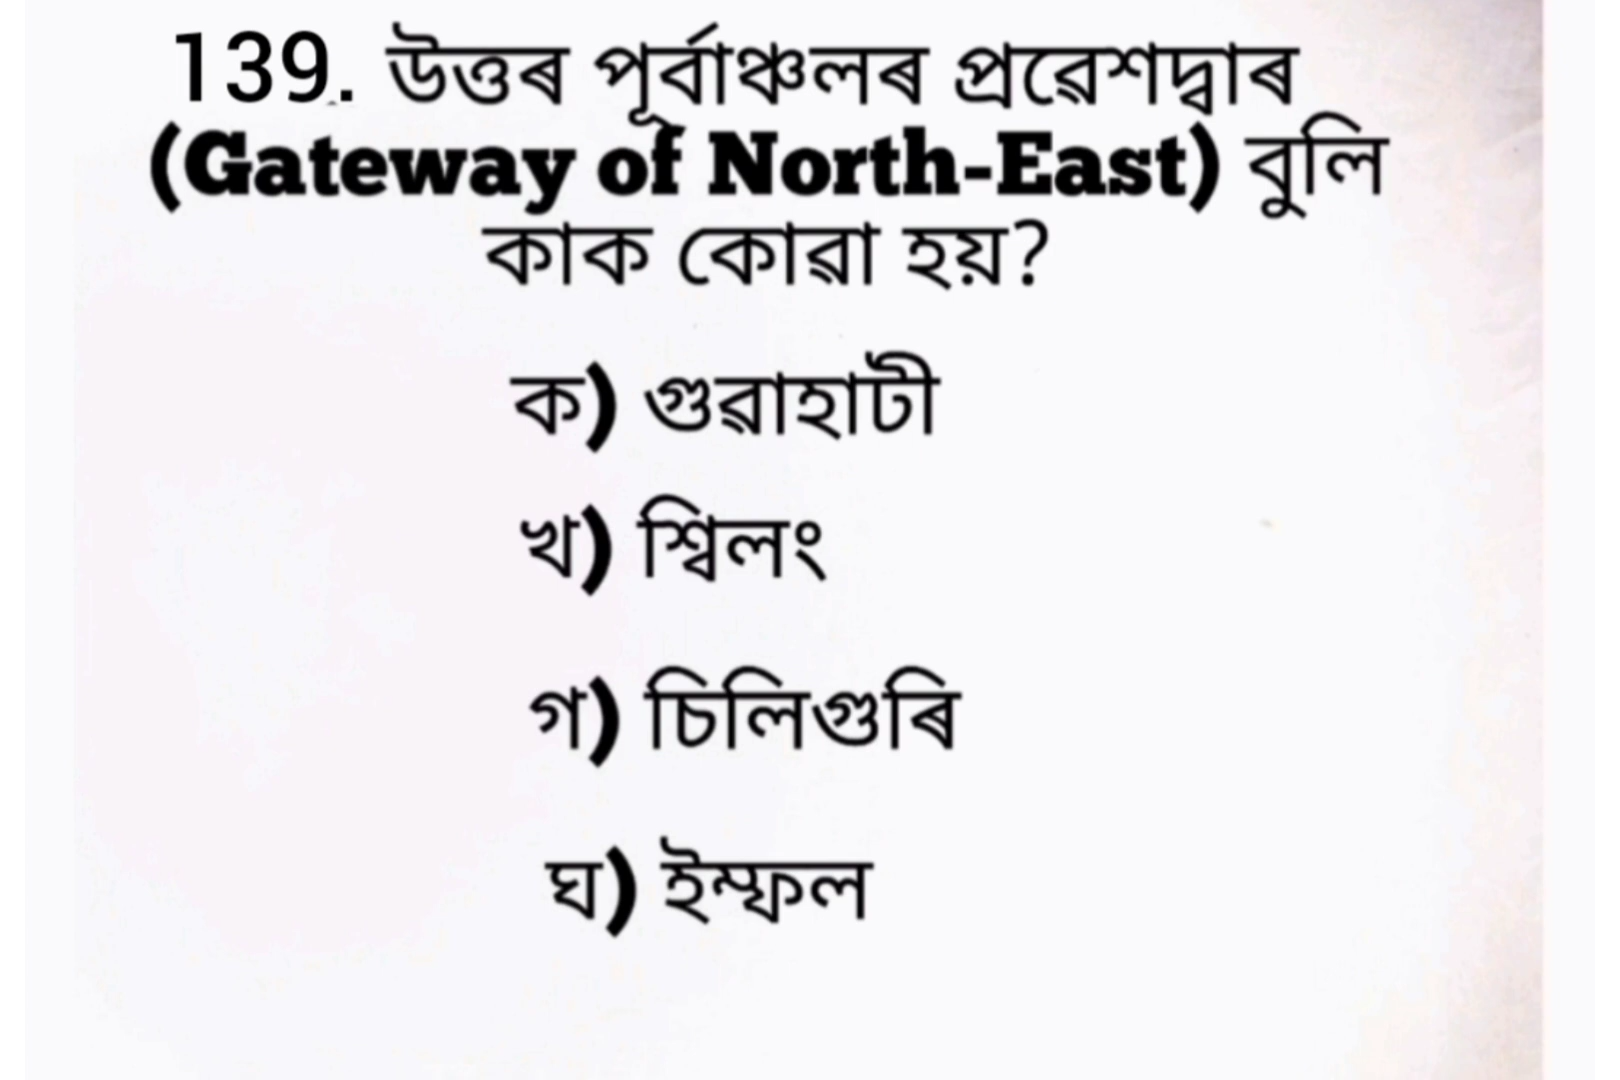 139. উত্তৰ পূৰ্বাঞ্চলৰ প্ৰৱেশদ্বাৰ
(Gateway of North-East) বুলি
কাক কোৱা হয়?
ক) গুৱাহাটী
খ) শ্বিলং
গ) চিলিগুৰি
ঘ) ইম্ফল